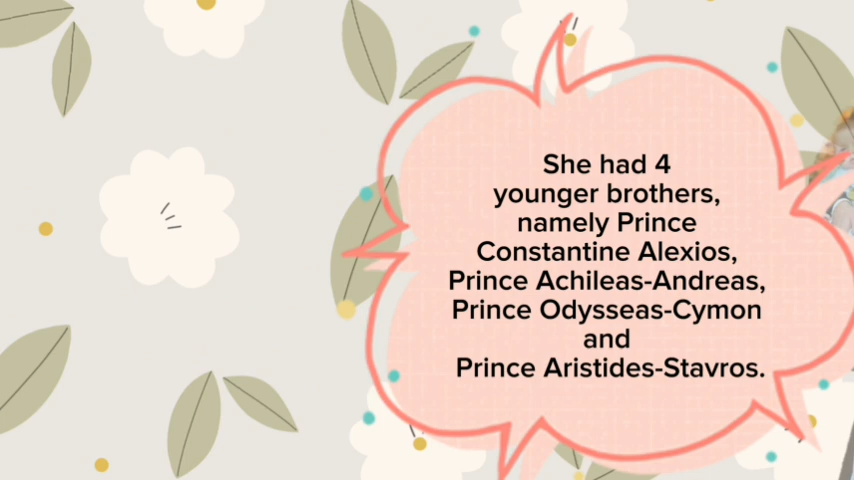 She had 4
younger brothers,
namely Prince
Constantine Alexios,
Prince Achileas-Andreas,
Prince Odysseas-Cymon
and
Prince Aristides-Stavros.